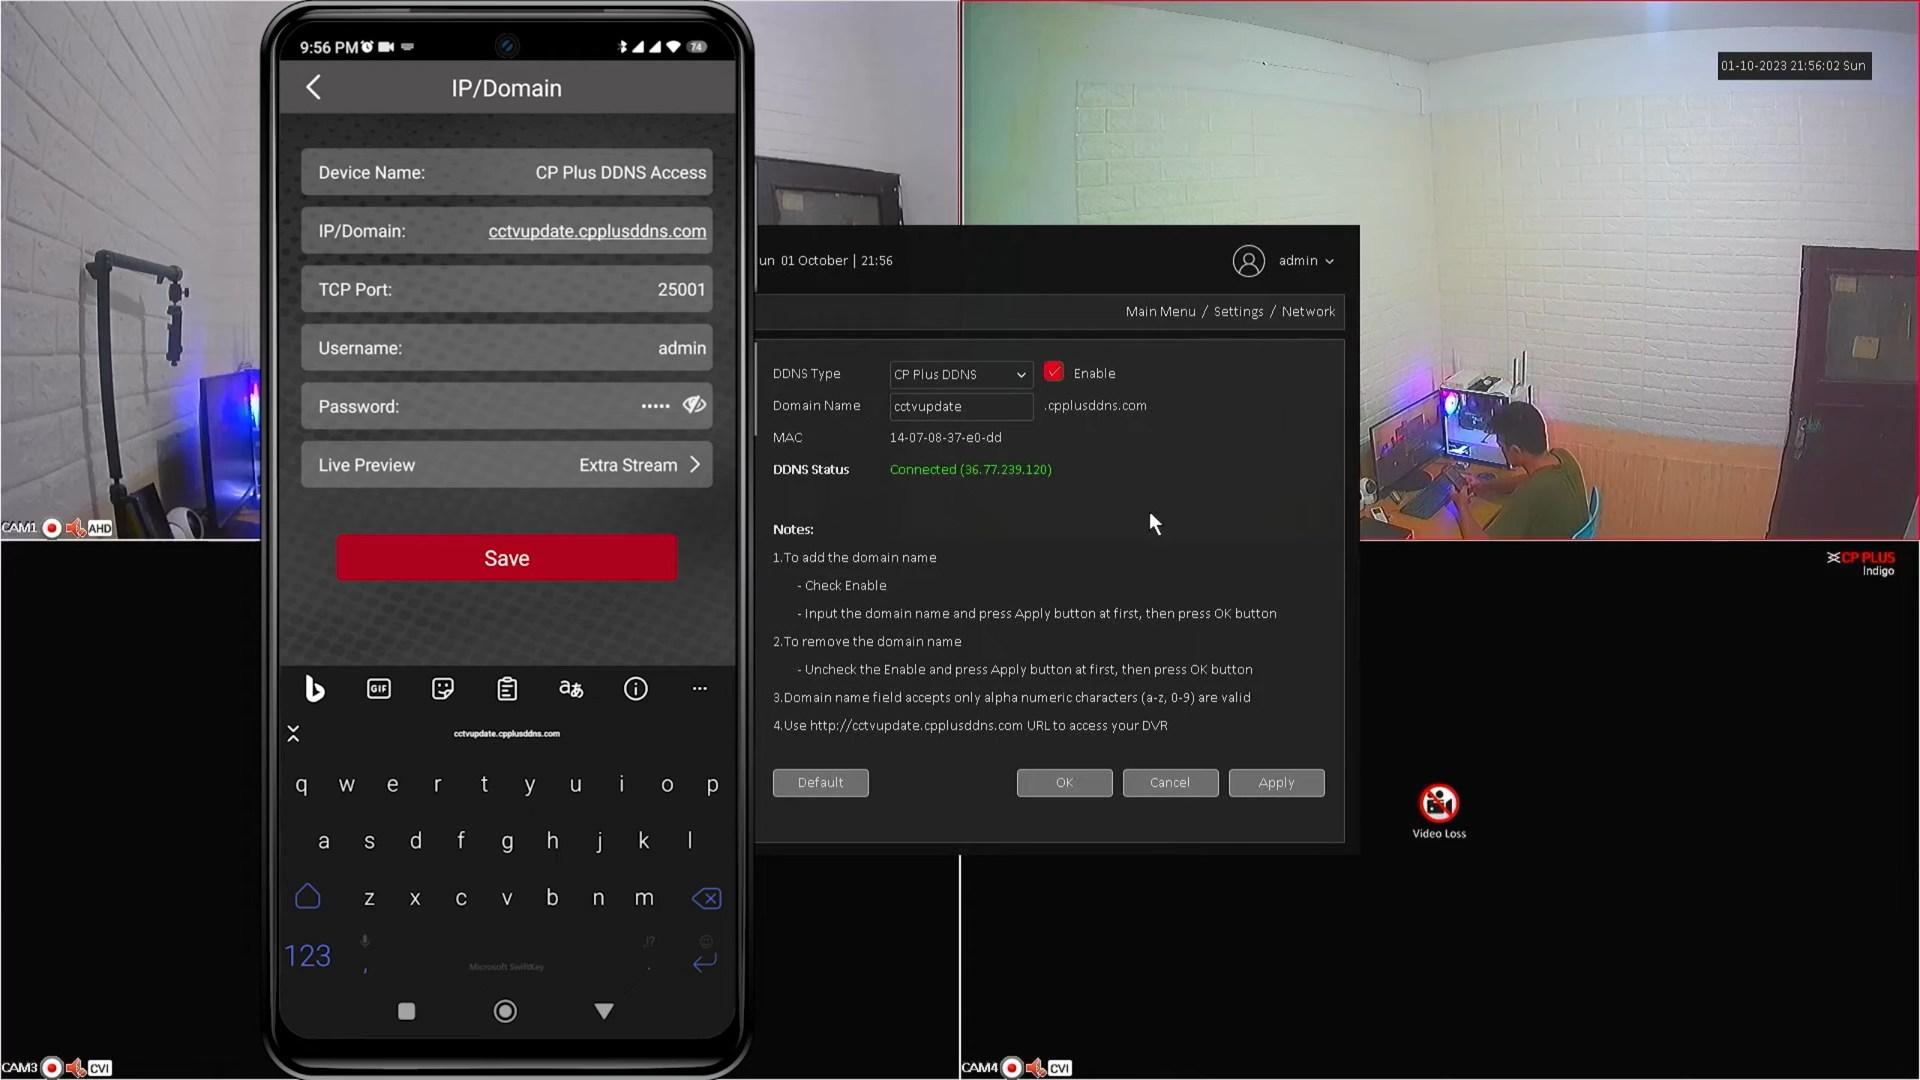 9:56 PM
74
IP/Domain
Device Name: CP Plus DDNS Access
IP/Domain: cctvupdate.cpplusddns.com
TCP Port: 25001
Username: admin
Password: •••••
Live Preview Extra Stream
Save
GIF
cctvupdate.cpplusddns.com
q w e r t y u i o p
a s d f g h j k l
z x c v b n m
123 , Microsoft SwiftKey . ,!?
01-10-2023 21:56:02 Sun
un 01 October | 21:56
admin
Main Menu / Settings / Network
DDNS Type CP Plus DDNS Enable
Domain Name cctvupdate .cpplusddns.com
MAC 14-07-08-37-e0-dd
DDNS Status Connected (36.77.239.120)
Notes:
1.To add the domain name
- Check Enable
- Input the domain name and press Apply button at first, then press OK button
2.To remove the domain name
- Uncheck the Enable and press Apply button at first, then press OK button
3.Domain name field accepts only alpha numeric characters (a-z, 0-9) are valid
4.Use http://cctvupdate.cpplusddns.com URL to access your DVR
Default OK Cancel Apply
CAM1 AHD
CP PLUS
Indigo
Video Loss
CAM3 CVI
CAM4 CVI